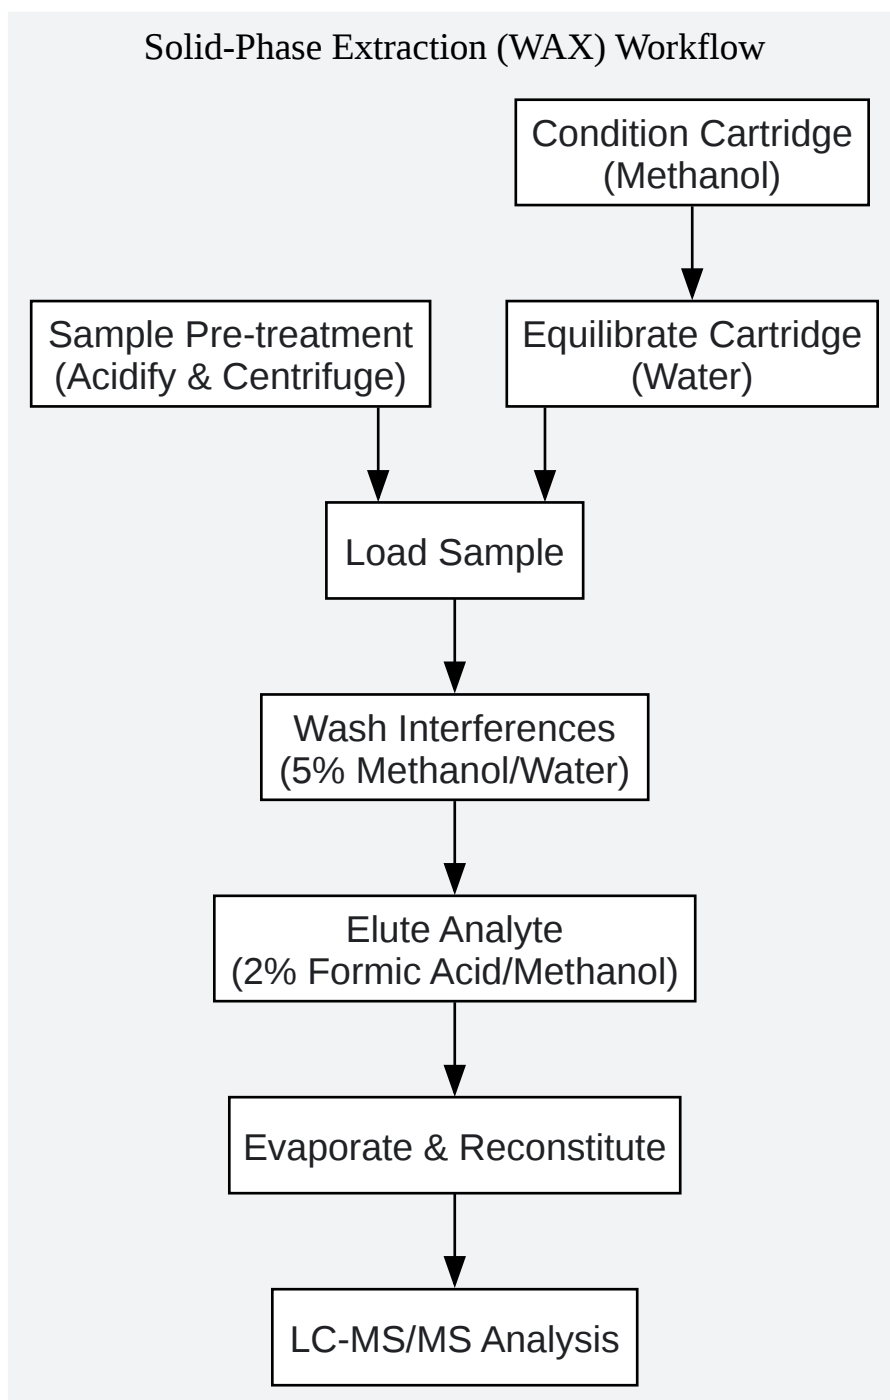 Solid-Phase Extraction (WAX) Workflow
Condition Cartridge
(Methanol)
Sample Pre-treatment
(Acidify & Centrifuge)
Equilibrate Cartridge
(Water)
Load Sample
Wash Interferences
(5% Methanol/Water)
Elute Analyte
(2% Formic Acid/Methanol)
Evaporate & Reconstitute
LC-MS/MS Analysis